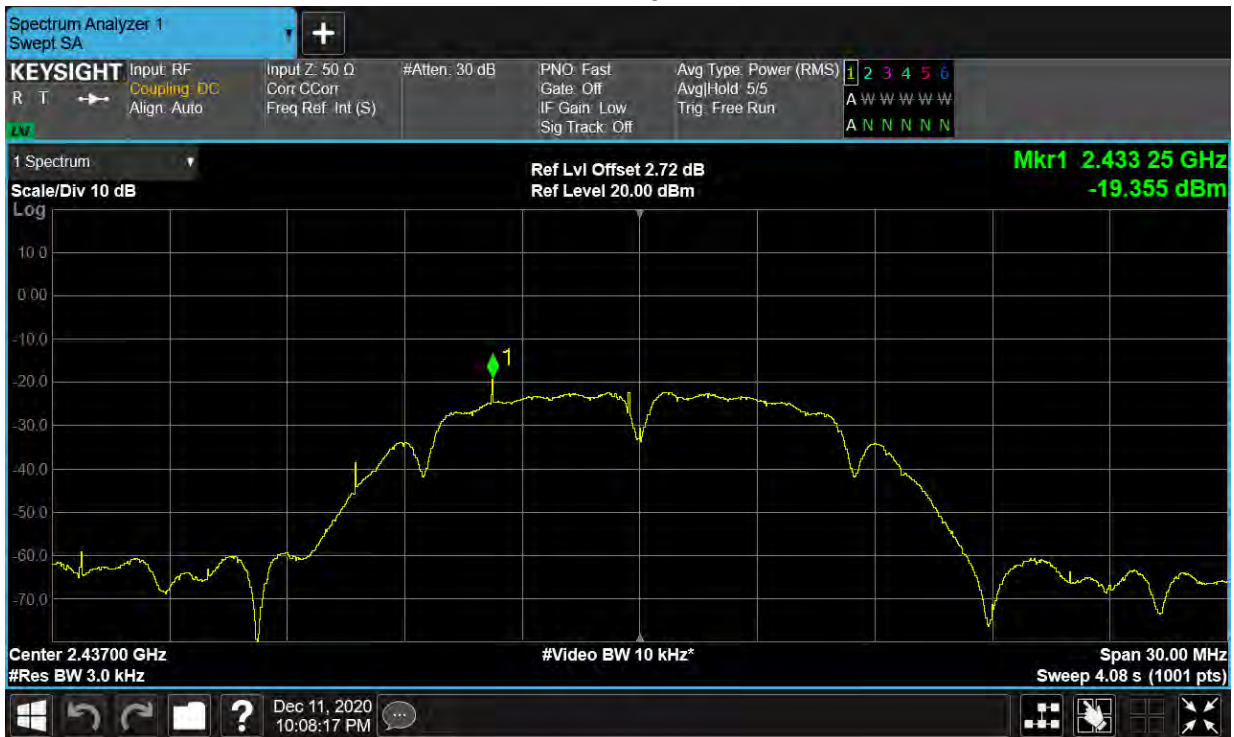 Spectrum Analyzer 1
Swept SA
KEYSIGHT
R T
LXI
Input: RF
Coupling: DC
Align: Auto
Input Z: 50 Ω
Corr CCorr
Freq Ref: Int (S)
#Atten: 30 dB
PNO: Fast
Gate: Off
IF Gain: Low
Sig Track: Off
Avg Type: Power (RMS)
Avg|Hold: 5/5
Trig: Free Run
1 2 3 4 5 6
A W W W W W
A N N N N N
1 Spectrum
Scale/Div 10 dB
Ref Lvl Offset 2.72 dB
Ref Level 20.00 dBm
Mkr1 2.433 25 GHz
-19.355 dBm
Log
10.0
0.00
-10.0
1
-20.0
-30.0
-40.0
-50.0
-60.0
-70.0
Center 2.43700 GHz
#Video BW 10 kHz*
Span 30.00 MHz
#Res BW 3.0 kHz
Sweep 4.08 s (1001 pts)
?
Dec 11, 2020
10:08:17 PM